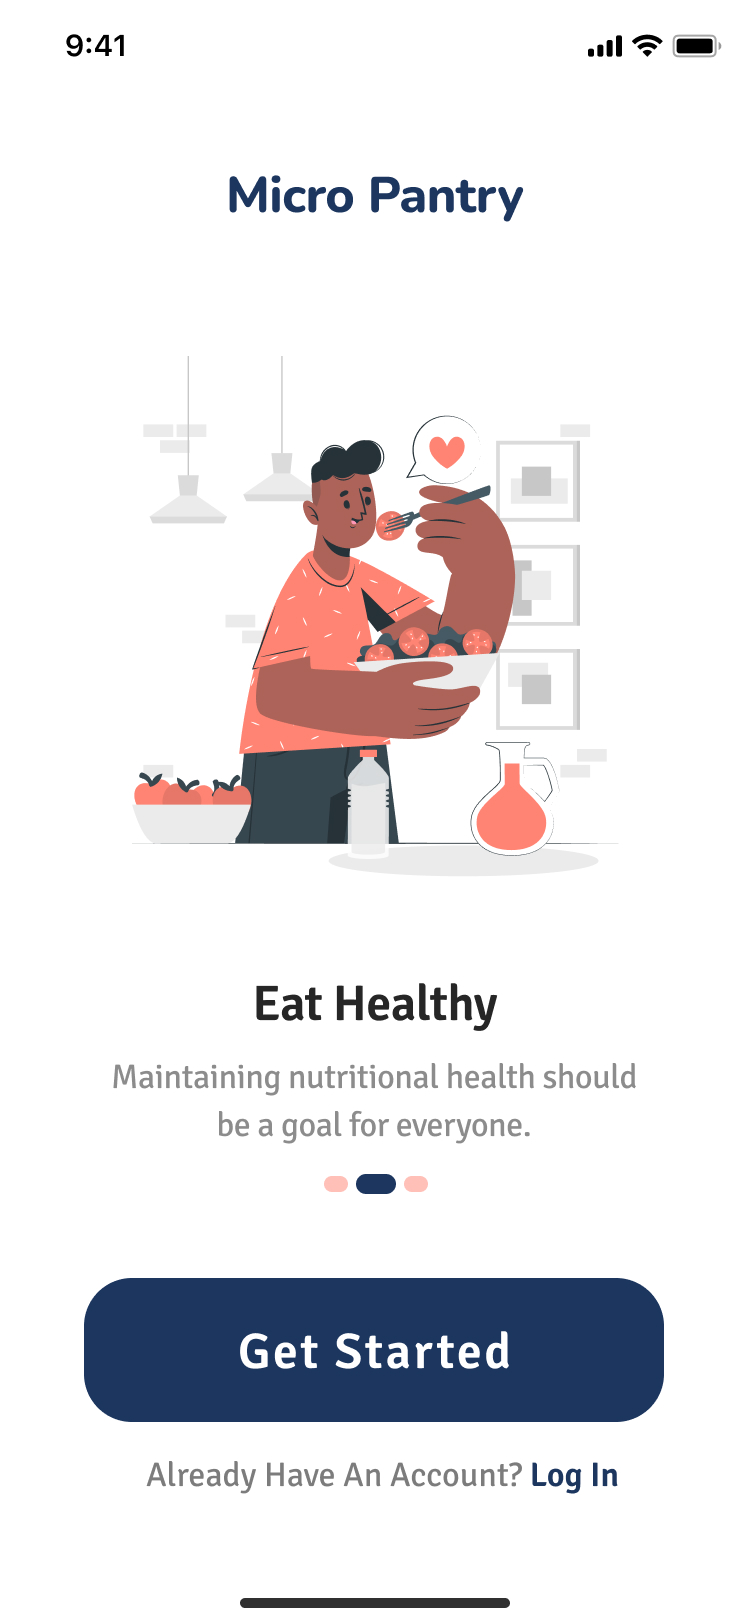 9:41
Micro Pantry
Eat Healthy
Maintaining nutritional health should
be a goal for everyone.
Get Started
Already Have An Account? Log In